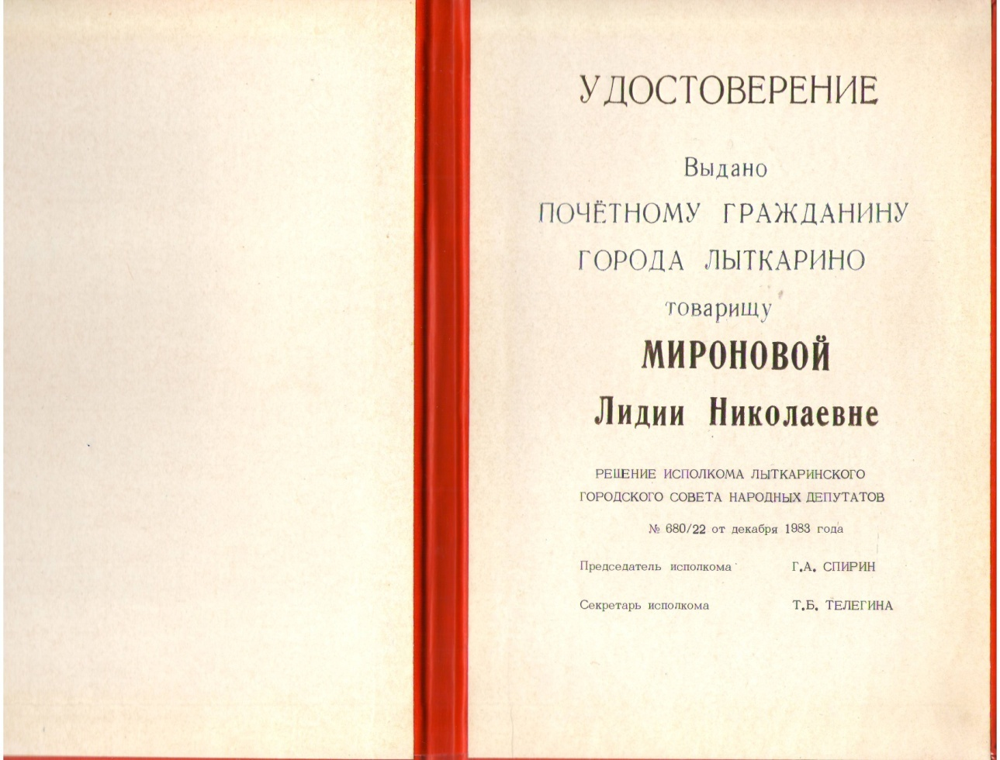 УДОСТОВЕРЕНИЕ
Выдано
ПОЧЁТНОМУ ГРАЖДАНИНУ
ГОРОДА ЛЫТКАРИНО
товарищу
МИРОНОВОЙ
Лидии Николаевне
РЕШЕНИЕ ИСПОЛКОМА ЛЫТКАРИНСКОГО
ГОРОДСКОГО СОВЕТА НАРОДНЫХ ДЕПУТАТОВ
№ 680/22 от декабря 1983 года
Председатель исполкома Г.А. СПИРИН
Секретарь исполкома Т.Б. ТЕЛЕГИНА